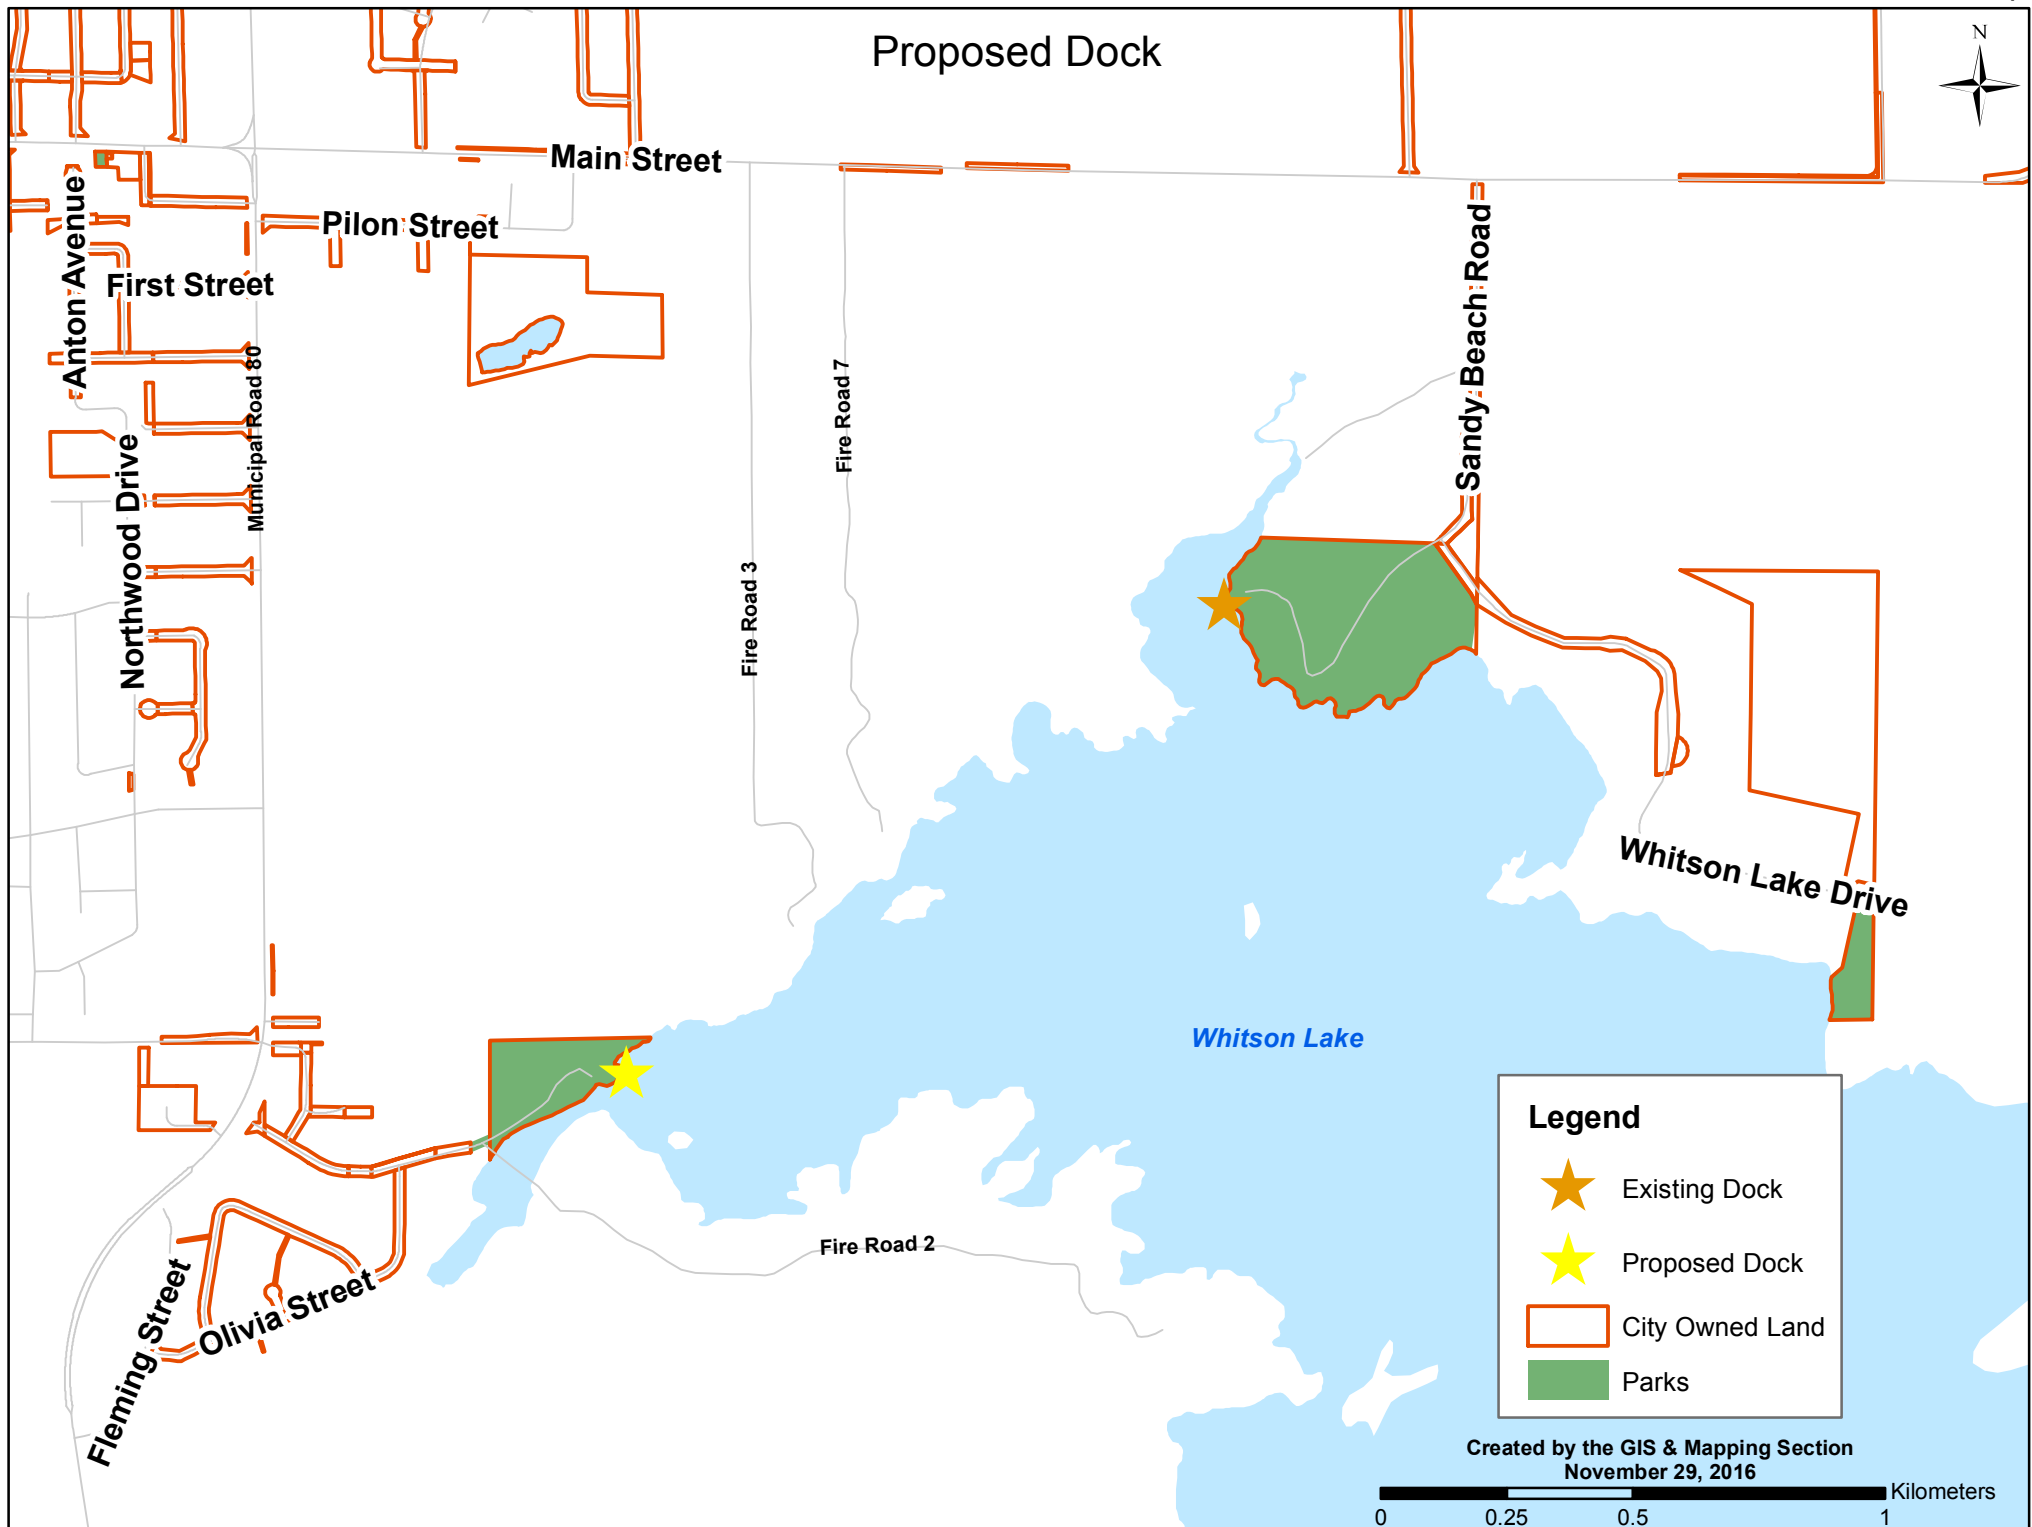 Proposed Dock
N
Main Street
Pilon Street
Anton Avenue
First Street
Municipal Road 80
Northwood Drive
Fire Road 3
Fire Road 7
Sandy Beach Road
Whitson Lake Drive
Whitson Lake
Fire Road 2
Olivia Street
Fleming Street
Legend
Existing Dock
Proposed Dock
City Owned Land
Parks
Created by the GIS & Mapping Section
November 29, 2016
Kilometers
0 0.25 0.5 1